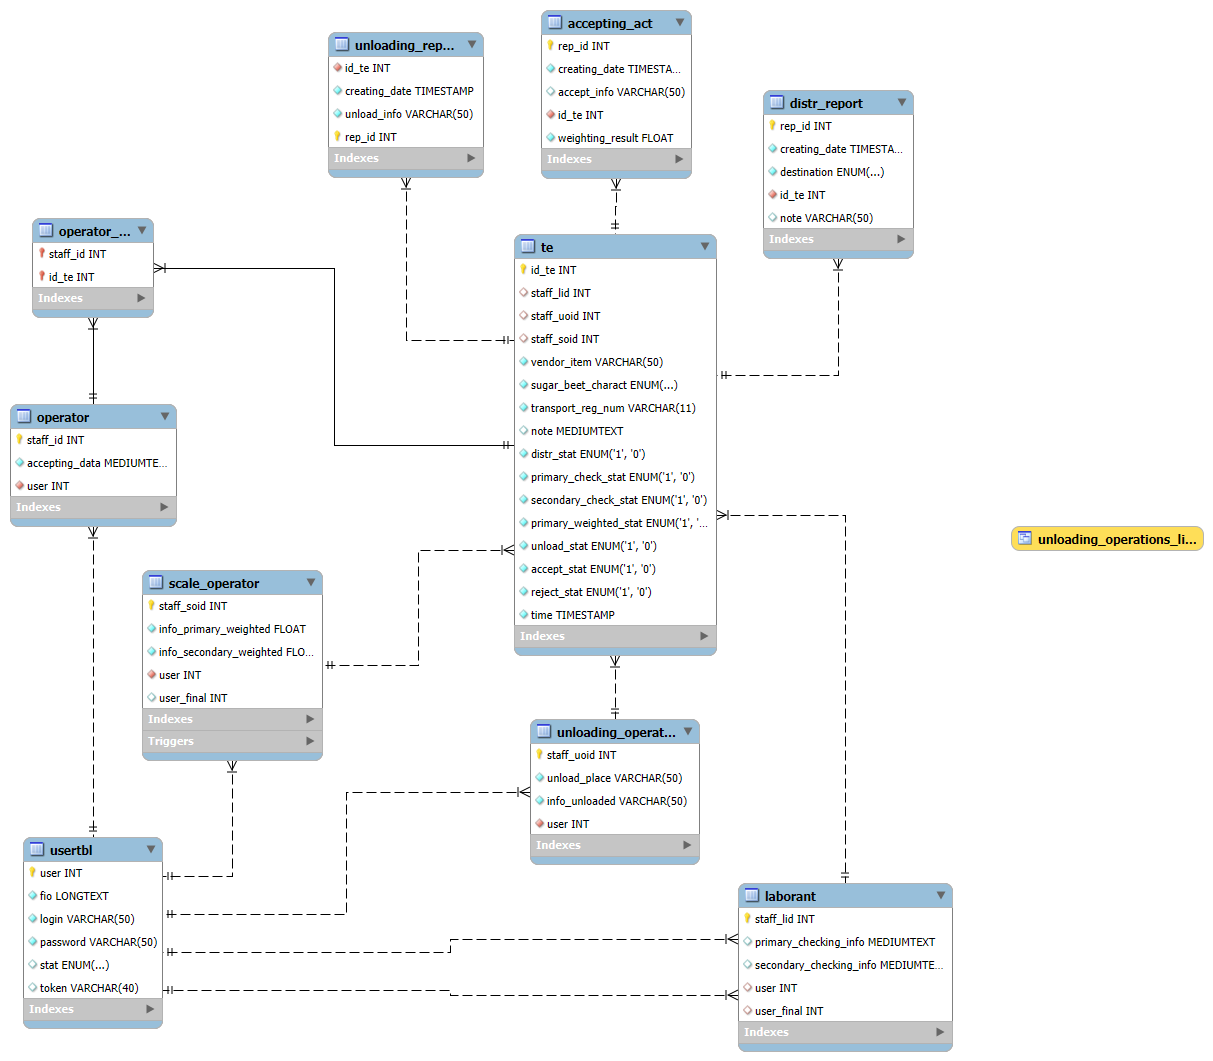 unloading_rep...
id_te INT
creating_date TIMESTAMP
unload_info VARCHAR(50)
rep_id INT
Indexes
accepting_act
rep_id INT
creating_date TIMESTA...
accept_info VARCHAR(50)
id_te INT
weighting_result FLOAT
Indexes
distr_report
rep_id INT
creating_date TIMESTA...
destination ENUM(...)
id_te INT
note VARCHAR(50)
Indexes
operator_...
staff_id INT
id_te INT
Indexes
te
id_te INT
staff_lid INT
staff_uoid INT
staff_soid INT
vendor_item VARCHAR(50)
sugar_beet_charact ENUM(...)
transport_reg_num VARCHAR(11)
note MEDIUMTEXT
distr_stat ENUM('1', '0')
primary_check_stat ENUM('1', '0')
secondary_check_stat ENUM('1', '0')
primary_weighted_stat ENUM('1', '...
unload_stat ENUM('1', '0')
accept_stat ENUM('1', '0')
reject_stat ENUM('1', '0')
time TIMESTAMP
Indexes
operator
staff_id INT
accepting_data MEDIUMTE...
user INT
Indexes
unloading_operations_li...
scale_operator
staff_soid INT
info_primary_weighted FLOAT
info_secondary_weighted FLO...
user INT
user_final INT
Indexes
Triggers
unloading_operat...
staff_uoid INT
unload_place VARCHAR(50)
info_unloaded VARCHAR(50)
user INT
Indexes
usertbl
user INT
fio LONGTEXT
login VARCHAR(50)
password VARCHAR(50)
stat ENUM(...)
token VARCHAR(40)
Indexes
laborant
staff_lid INT
primary_checking_info MEDIUMTEXT
secondary_checking_info MEDIUMTE...
user INT
user_final INT
Indexes